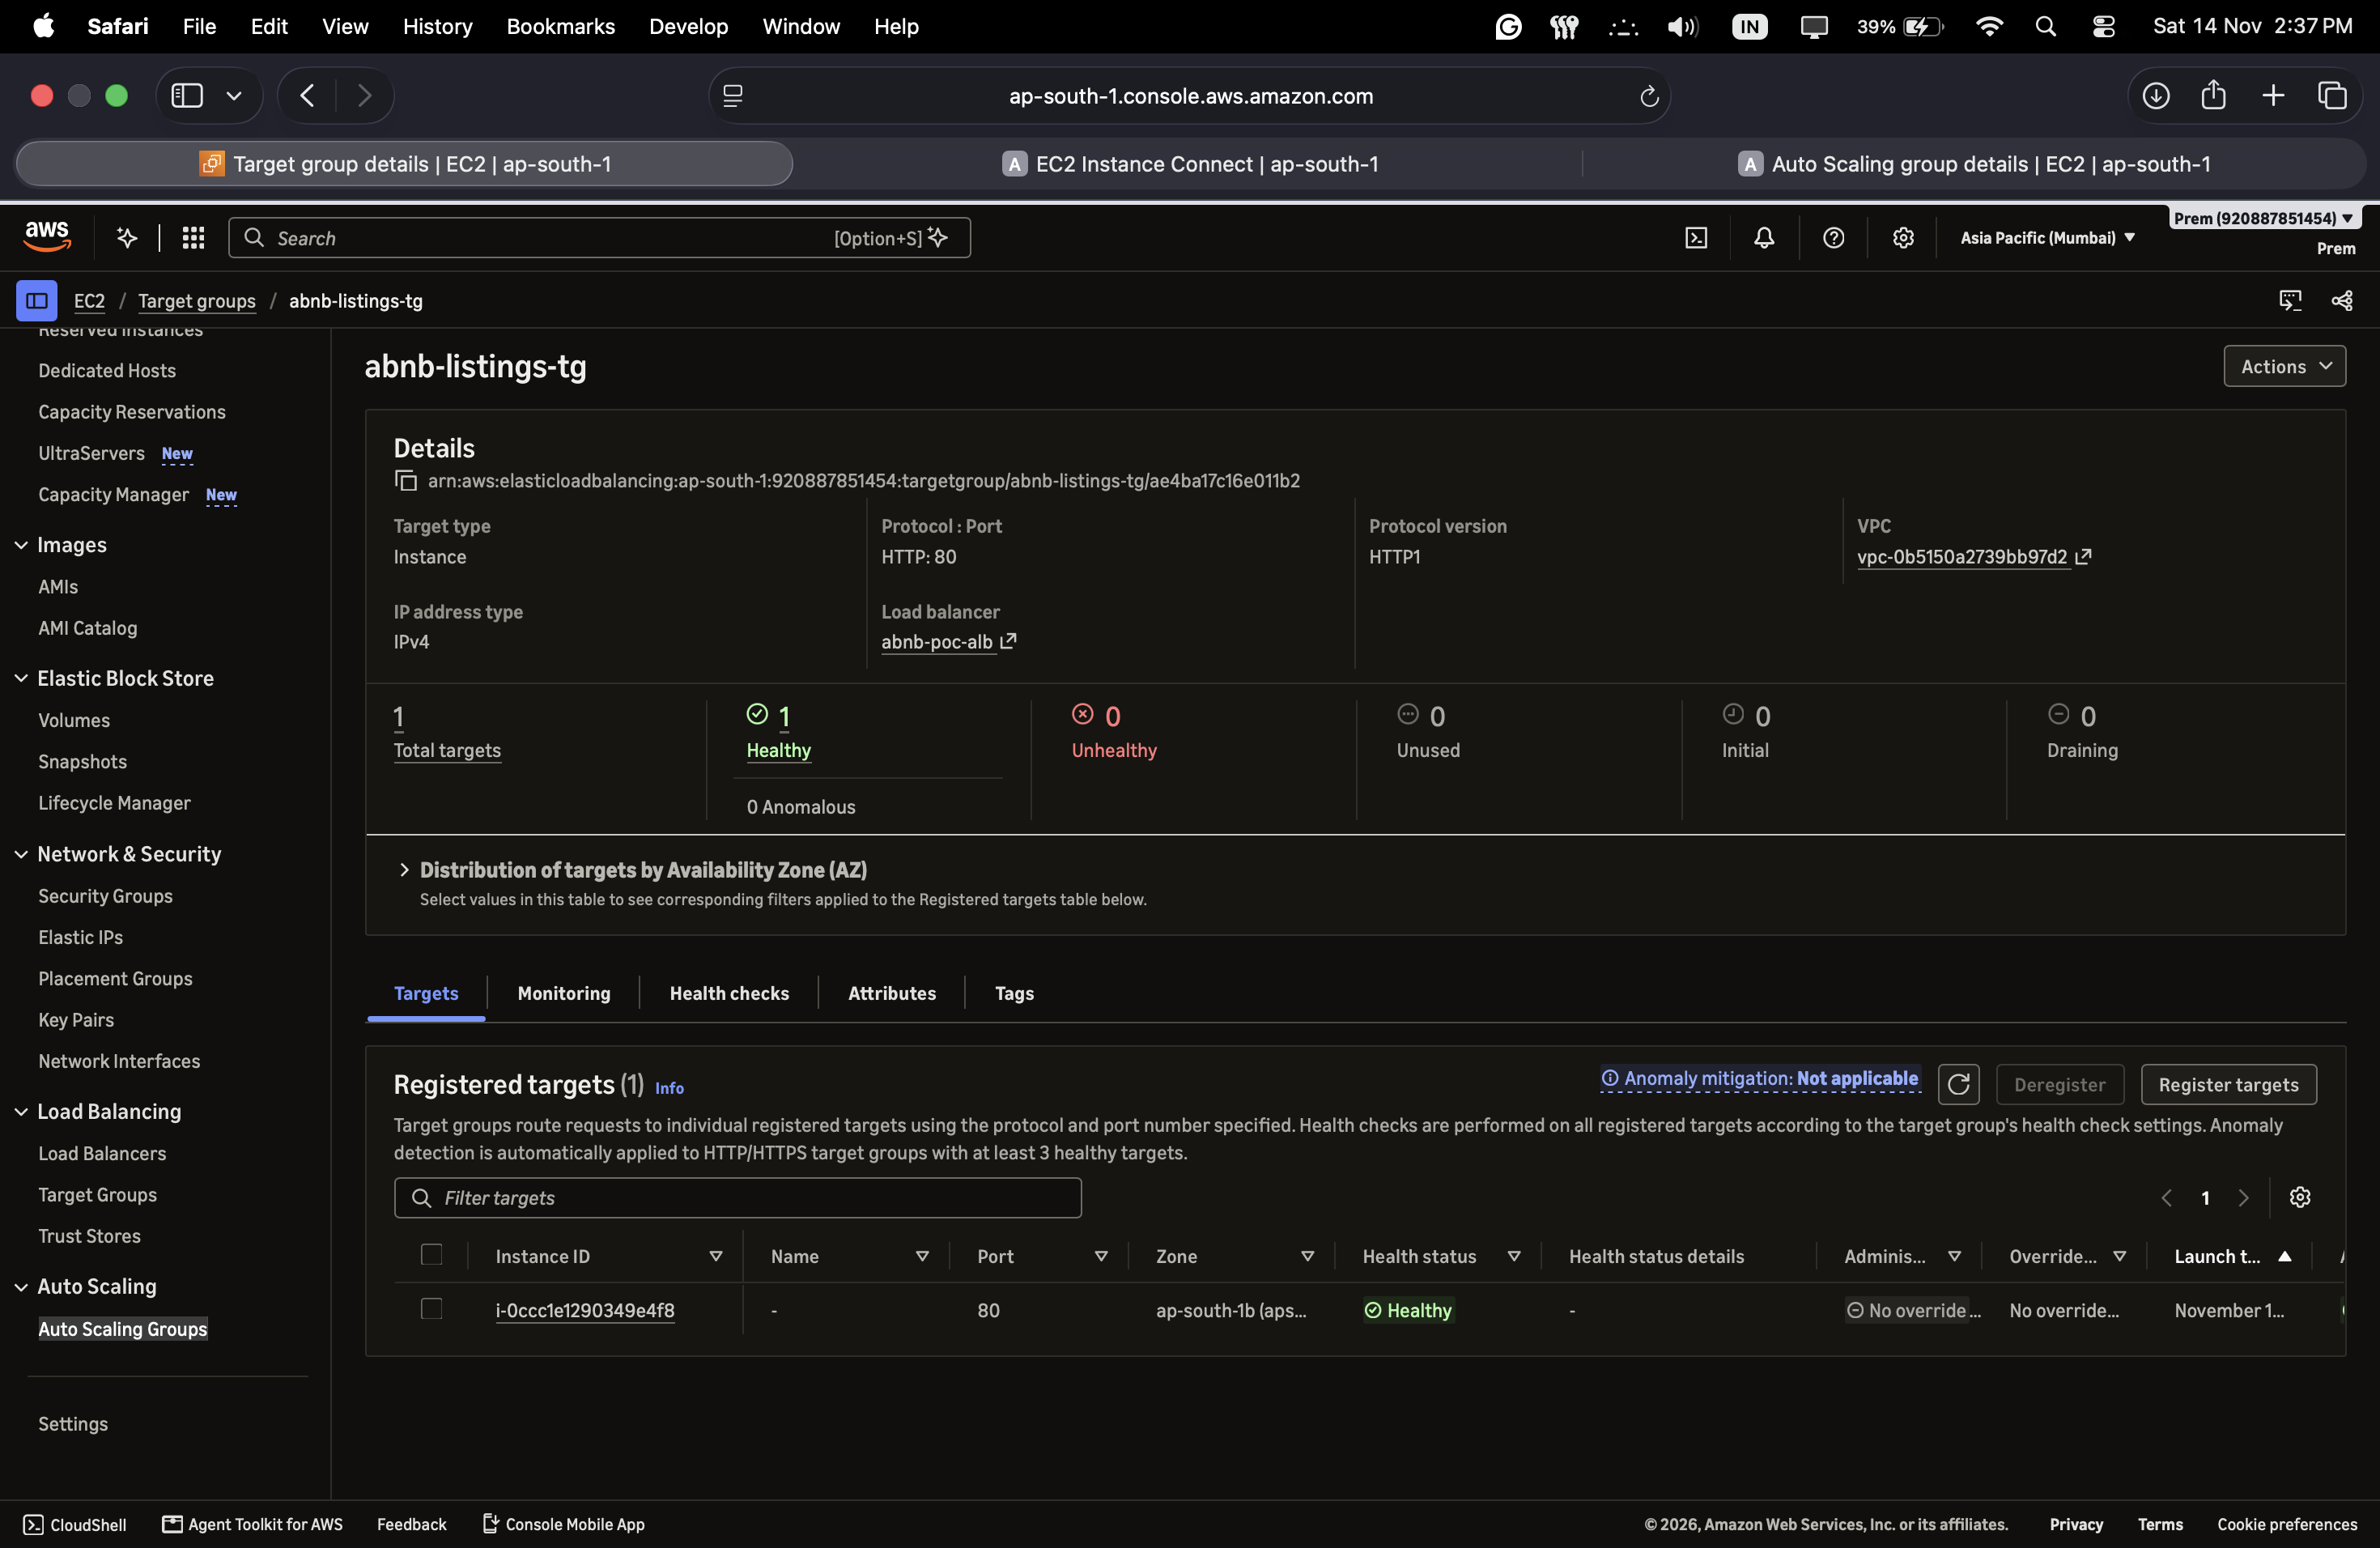 Safari File Edit View History Bookmarks Develop Window Help IN 39% Sat 14 Nov 2:37 PM
ap-south-1.console.aws.amazon.com
Target group details | EC2 | ap-south-1
A EC2 Instance Connect | ap-south-1
A Auto Scaling group details | EC2 | ap-south-1
aws Search [Option+S] Asia Pacific (Mumbai) Prem (920887851454)
Prem
EC2 / Target groups / abnb-listings-tg
Reserved Instances
Dedicated Hosts
Capacity Reservations
UltraServers New
Capacity Manager New
Images
AMIs
AMI Catalog
Elastic Block Store
Volumes
Snapshots
Lifecycle Manager
Network & Security
Security Groups
Elastic IPs
Placement Groups
Key Pairs
Network Interfaces
Load Balancing
Load Balancers
Target Groups
Trust Stores
Auto Scaling
Auto Scaling Groups
Settings
abnb-listings-tg
Actions
Details
arn:aws:elasticloadbalancing:ap-south-1:920887851454:targetgroup/abnb-listings-tg/ae4ba17c16e011b2
Target type
Instance
Protocol : Port
HTTP: 80
Protocol version
HTTP1
VPC
vpc-0b5150a2739bb97d2
IP address type
IPv4
Load balancer
abnb-poc-alb
1
Total targets
1
Healthy
0 Anomalous
0
Unhealthy
0
Unused
0
Initial
0
Draining
Distribution of targets by Availability Zone (AZ)
Select values in this table to see corresponding filters applied to the Registered targets table below.
Targets Monitoring Health checks Attributes Tags
Registered targets (1) Info
Anomaly mitigation: Not applicable
Deregister
Register targets
Target groups route requests to individual registered targets using the protocol and port number specified. Health checks are performed on all registered targets according to the target group's health check settings. Anomaly
detection is automatically applied to HTTP/HTTPS target groups with at least 3 healthy targets.
Filter targets
1
Instance ID Name Port Zone Health status Health status details Adminis... Override... Launch t...
i-0ccc1e1290349e4f8 - 80 ap-south-1b (aps... Healthy - No override... No override... November 1...
CloudShell Agent Toolkit for AWS Feedback Console Mobile App © 2026, Amazon Web Services, Inc. or its affiliates. Privacy Terms Cookie preferences